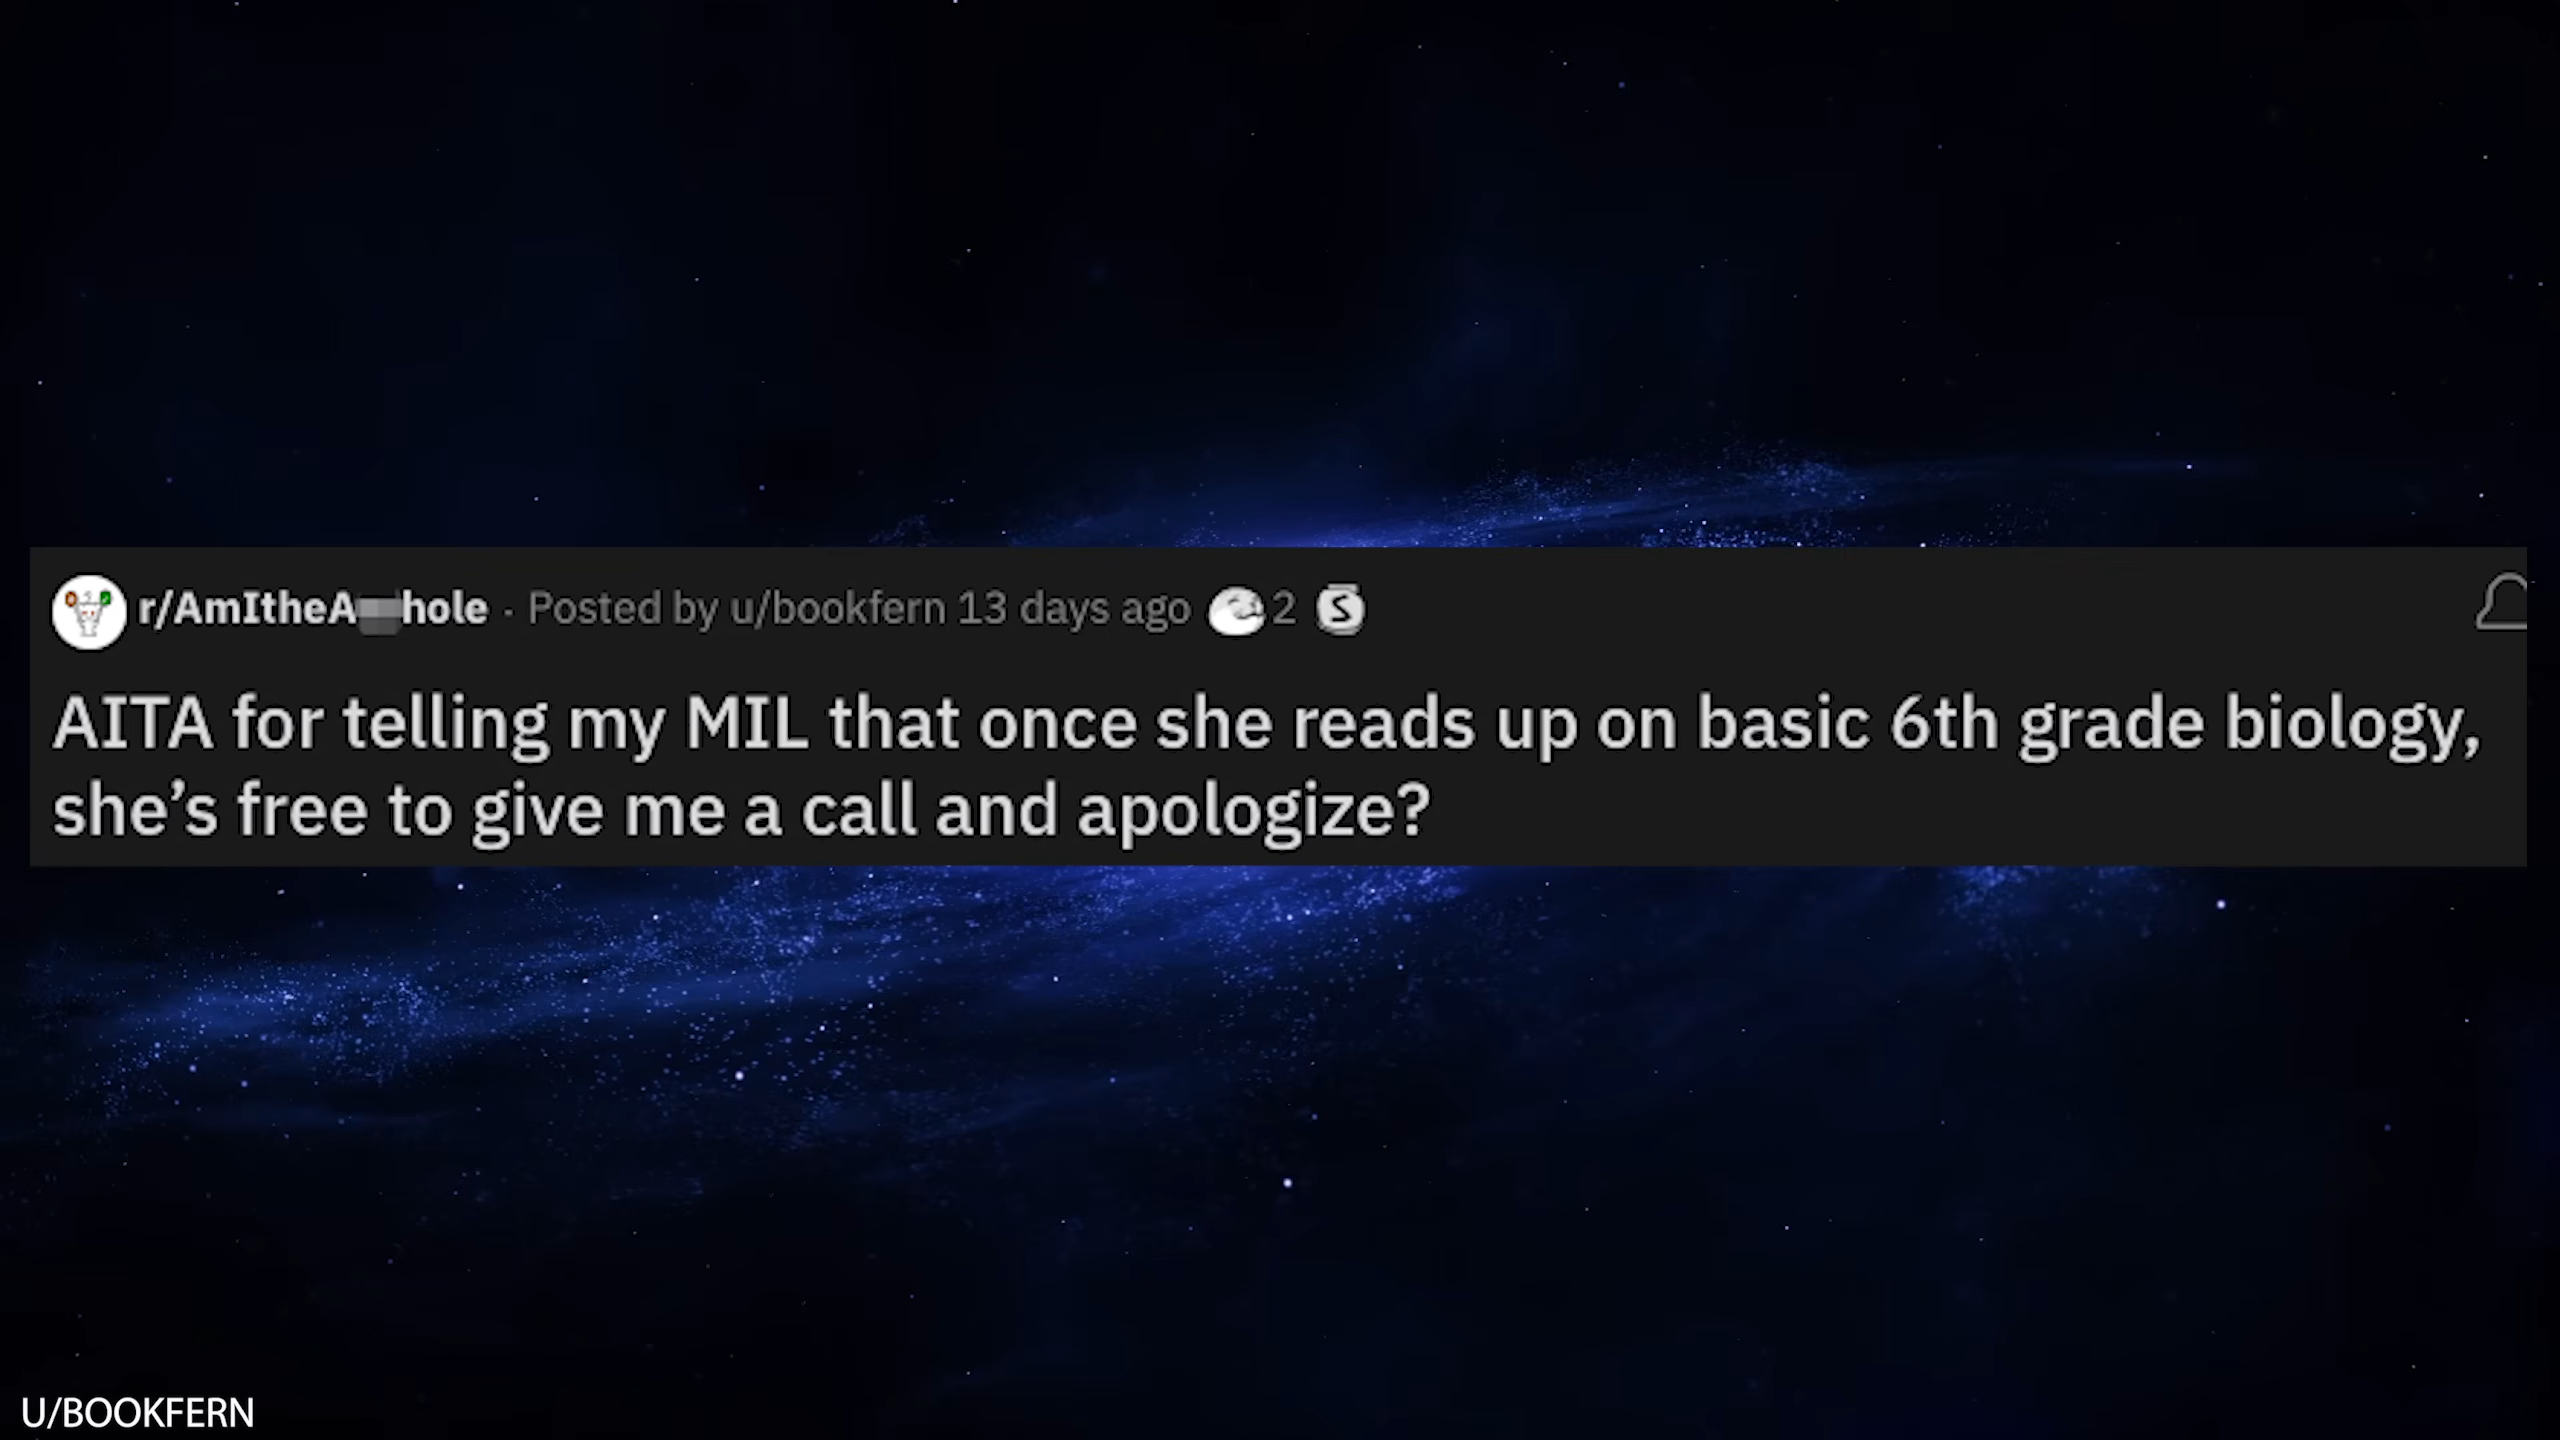 r/AmItheA hole · Posted by u/bookfern 13 days ago 2 S
AITA for telling my MIL that once she reads up on basic 6th grade biology,
she’s free to give me a call and apologize?
U/BOOKFERN